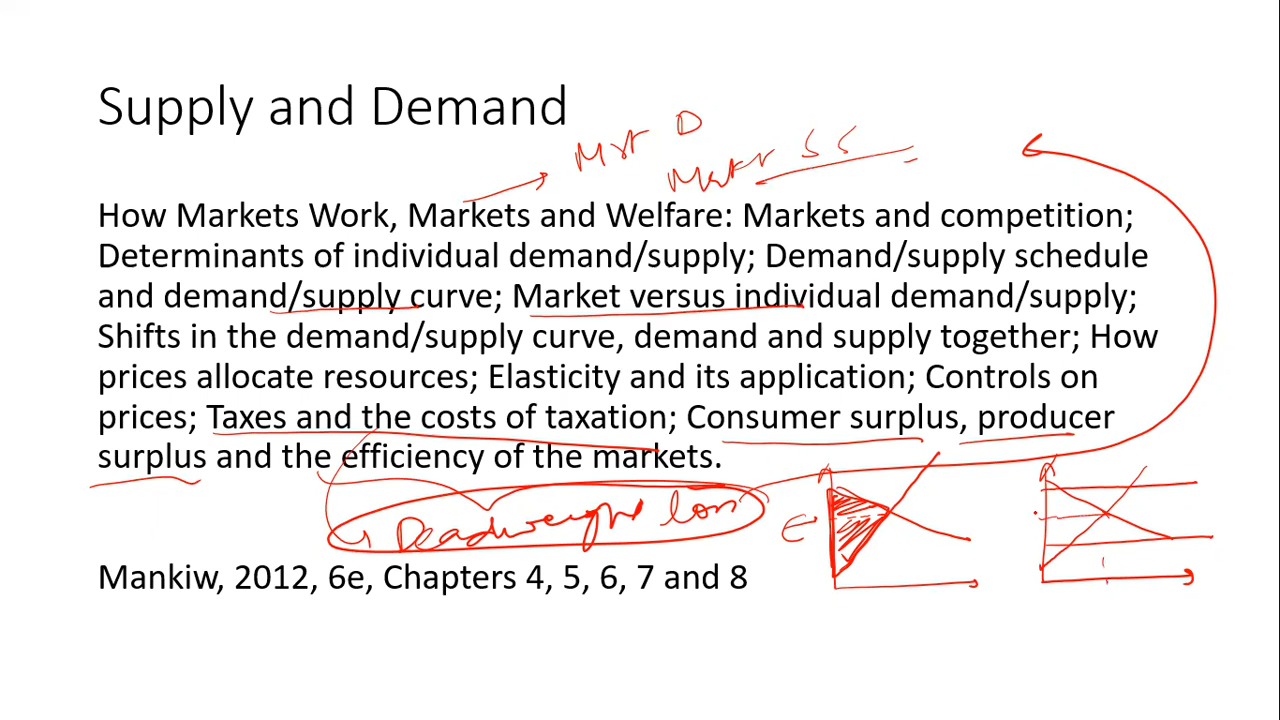 Supply and Demand
Mkt D
Market SS
How Markets Work, Markets and Welfare: Markets and competition;
Determinants of individual demand/supply; Demand/supply schedule
and demand/supply curve; Market versus individual demand/supply;
Shifts in the demand/supply curve, demand and supply together; How
prices allocate resources; Elasticity and its application; Controls on
prices; Taxes and the costs of taxation; Consumer surplus, producer
surplus and the efficiency of the markets.
Deadweight loss
E
Mankiw, 2012, 6e, Chapters 4, 5, 6, 7 and 8